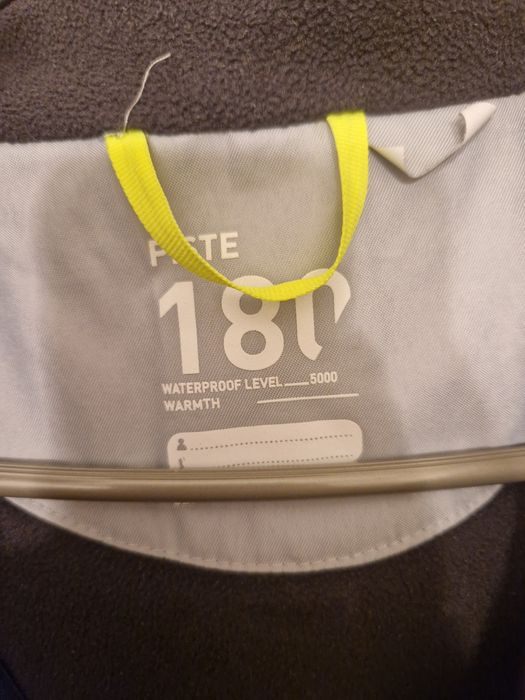 PISTE
180
WATERPROOF LEVEL 5000
WARMTH